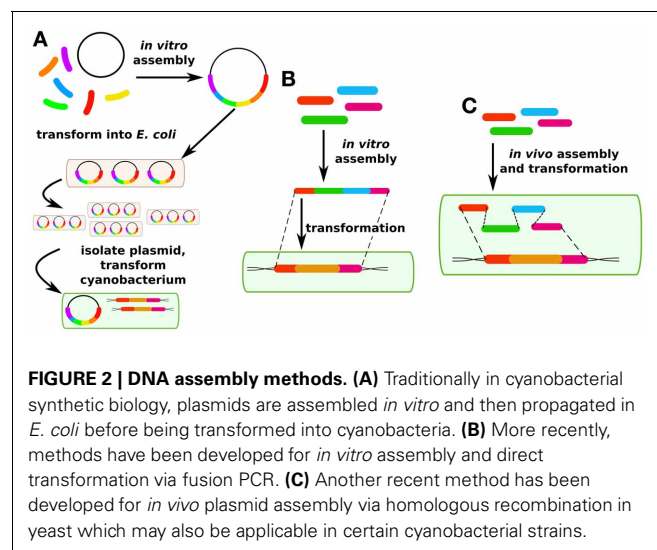 A
in vitro
assembly
transform into E. coli
isolate plasmid,
transform
cyanobacterium
B
in vitro
assembly
transformation
C
in vivo assembly
and transformation
FIGURE 2 | DNA assembly methods. (A) Traditionally in cyanobacterial
synthetic biology, plasmids are assembled in vitro and then propagated in
E. coli before being transformed into cyanobacteria. (B) More recently,
methods have been developed for in vitro assembly and direct
transformation via fusion PCR. (C) Another recent method has been
developed for in vivo plasmid assembly via homologous recombination in
yeast which may also be applicable in certain cyanobacterial strains.